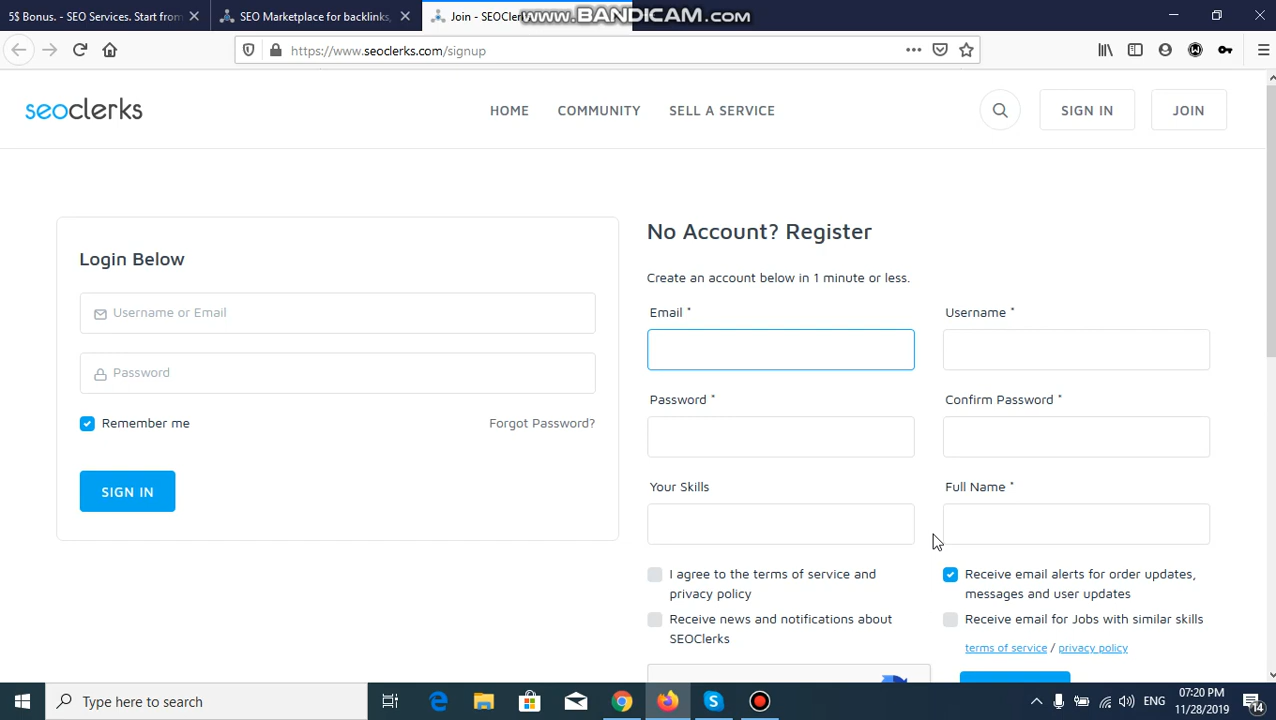 5$ Bonus. - SEO Services. Start from
SEO Marketplace for backlinks,
Join - SEOCler
www.BANDICAM.com
https://www.seoclerks.com/signup
seoclerks
HOME
COMMUNITY
SELL A SERVICE
SIGN IN
JOIN
Login Below
Username or Email
Password
Remember me
Forgot Password?
SIGN IN
No Account? Register
Create an account below in 1 minute or less.
Email *
Username *
Password *
Confirm Password *
Your Skills
Full Name *
I agree to the terms of service and
privacy policy
Receive email alerts for order updates,
messages and user updates
Receive news and notifications about
SEOClerks
Receive email for Jobs with similar skills
terms of service / privacy policy
Type here to search
ENG
07:20 PM
11/28/2019
14